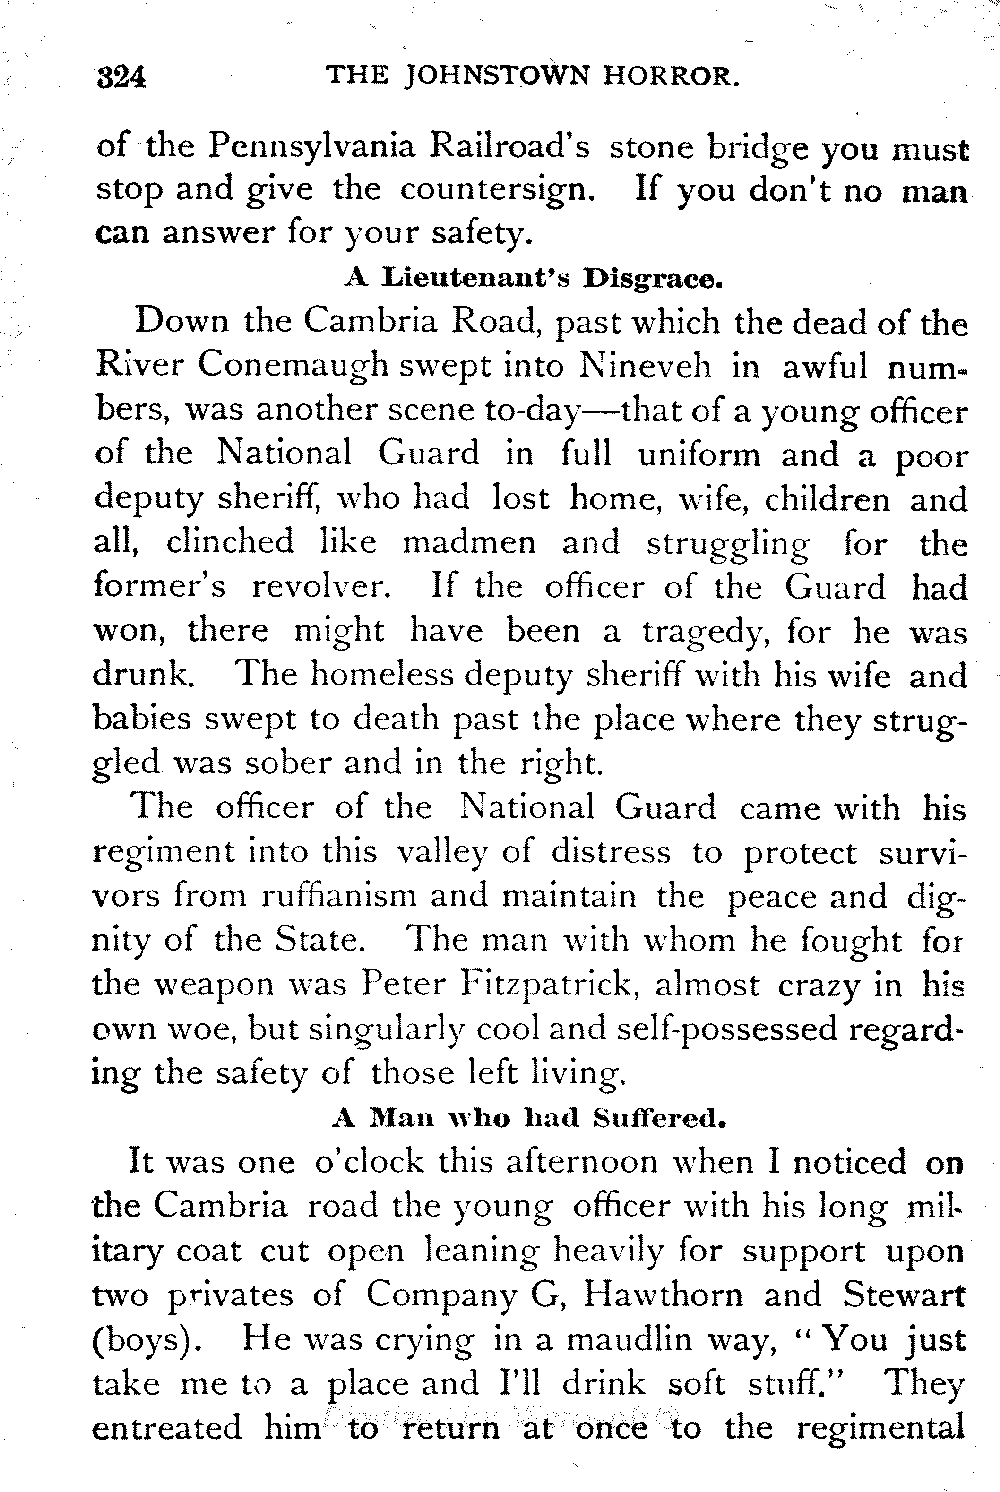 324 THE JOHNSTOWN HORROR.
of the Pennsylvania Railroad's stone bridge you must
stop and give the countersign. If you don't no man
can answer for your safety.
A Lieutenant's Disgrace.
Down the Cambria Road, past which the dead of the
River Conemaugh swept into Nineveh in awful num-
bers, was another scene to-day—that of a young officer
of the National Guard in full uniform and a poor
deputy sheriff, who had lost home, wife, children and
all, clinched like madmen and struggling for the
former's revolver. If the officer of the Guard had
won, there might have been a tragedy, for he was
drunk. The homeless deputy sheriff with his wife and
babies swept to death past the place where they strug-
gled was sober and in the right.
The officer of the National Guard came with his
regiment into this valley of distress to protect survi-
vors from ruffianism and maintain the peace and dig-
nity of the State. The man with whom he fought for
the weapon was Peter Fitzpatrick, almost crazy in his
own woe, but singularly cool and self-possessed regard-
ing the safety of those left living.
A Man who had Suffered.
It was one o'clock this afternoon when I noticed on
the Cambria road the young officer with his long mil-
itary coat cut open leaning heavily for support upon
two privates of Company G, Hawthorn and Stewart
(boys). He was crying in a maudlin way, "You just
take me to a place and I'll drink soft stuff." They
entreated him to return at once to the regimental